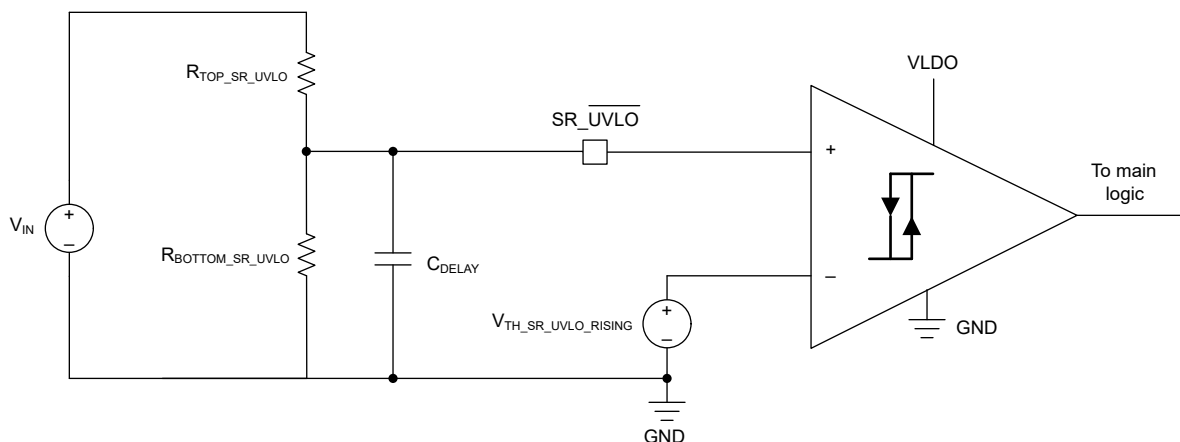 VLDO
R_TOP_SR_UVLO
SR_UVLO
+
To main
logic
V_IN
+
–
R_BOTTOM_SR_UVLO
C_DELAY
–
V_TH_SR_UVLO_RISING
+
–
GND
GND